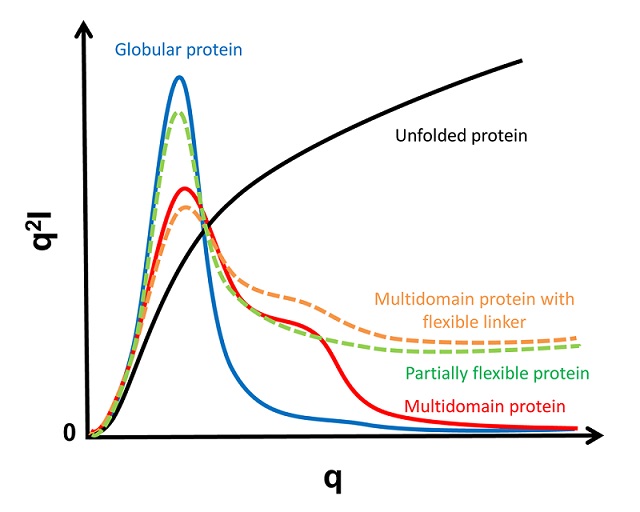 Globular protein
Unfolded protein
q²I
Multidomain protein with
flexible linker
Partially flexible protein
Multidomain protein
0
q